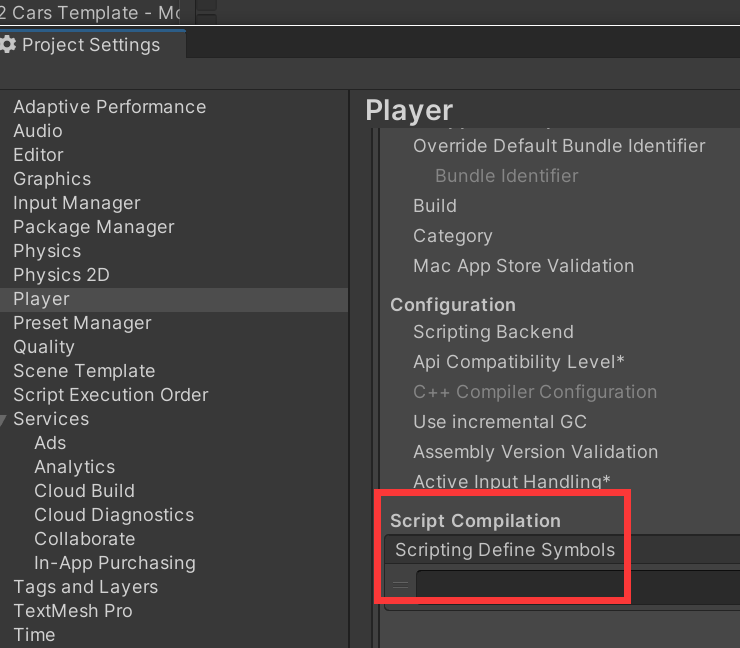 2 Cars Template - Mo
Project Settings
Adaptive Performance
Audio
Editor
Graphics
Input Manager
Package Manager
Physics
Physics 2D
Player
Preset Manager
Quality
Scene Template
Script Execution Order
Services
Ads
Analytics
Cloud Build
Cloud Diagnostics
Collaborate
In-App Purchasing
Tags and Layers
TextMesh Pro
Time
Player
Override Default Bundle Identifier
Bundle Identifier
Build
Category
Mac App Store Validation
Configuration
Scripting Backend
Api Compatibility Level*
C++ Compiler Configuration
Use incremental GC
Assembly Version Validation
Active Input Handling*
Script Compilation
Scripting Define Symbols